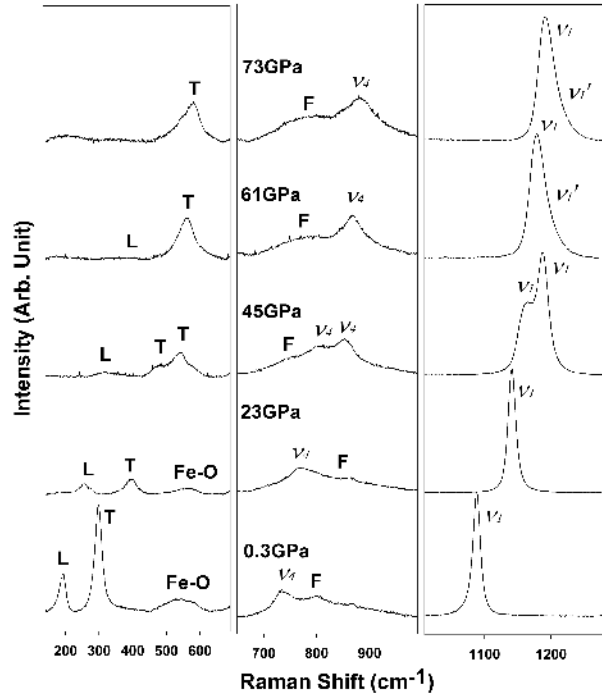 ν₁
73GPa
ν₄
T
F
ν₁'
ν₁
61GPa
T
ν₄
ν₁'
L
F
ν₁
45GPa
ν₁
T
T
ν₄
ν₄
L
F
ν₁
23GPa
L
T
Fe-O
ν₁
F
ν₁
0.3GPa
T
L
Fe-O
ν₄
F
Intensity (Arb. Unit)
200 300 400 500 600 700 800 900 1100 1200
Raman Shift (cm⁻¹)